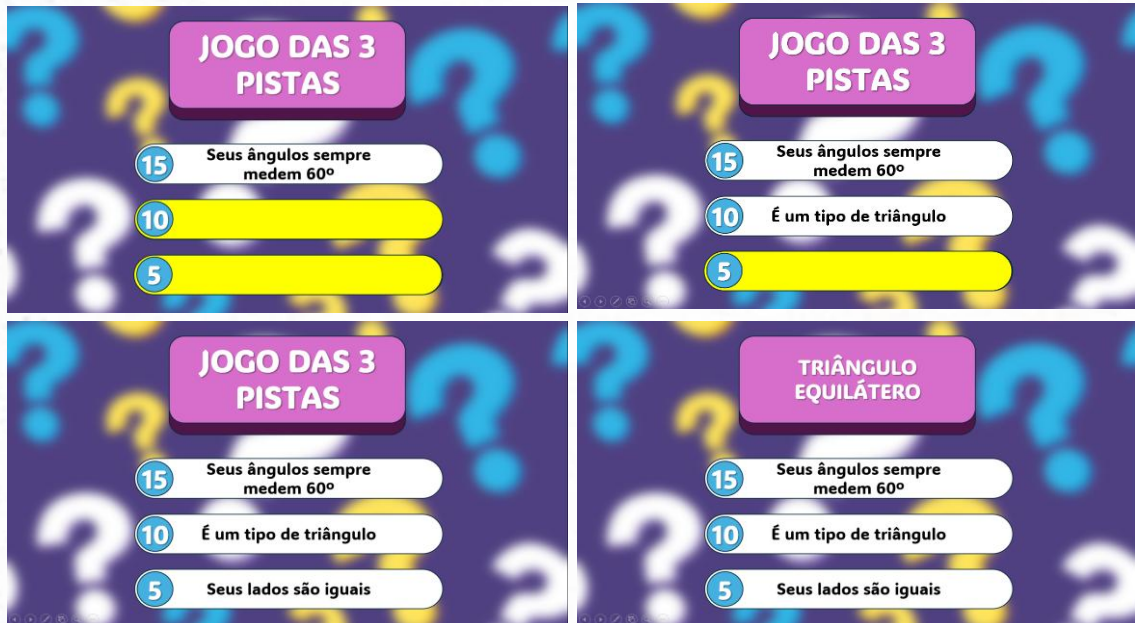 JOGO DAS 3
PISTAS
15
Seus ângulos sempre
medem 60º
10
5
JOGO DAS 3
PISTAS
15
Seus ângulos sempre
medem 60º
10
É um tipo de triângulo
5
JOGO DAS 3
PISTAS
15
Seus ângulos sempre
medem 60º
10
É um tipo de triângulo
5
Seus lados são iguais
TRIÂNGULO
EQUILÁTERO
15
Seus ângulos sempre
medem 60º
10
É um tipo de triângulo
5
Seus lados são iguais